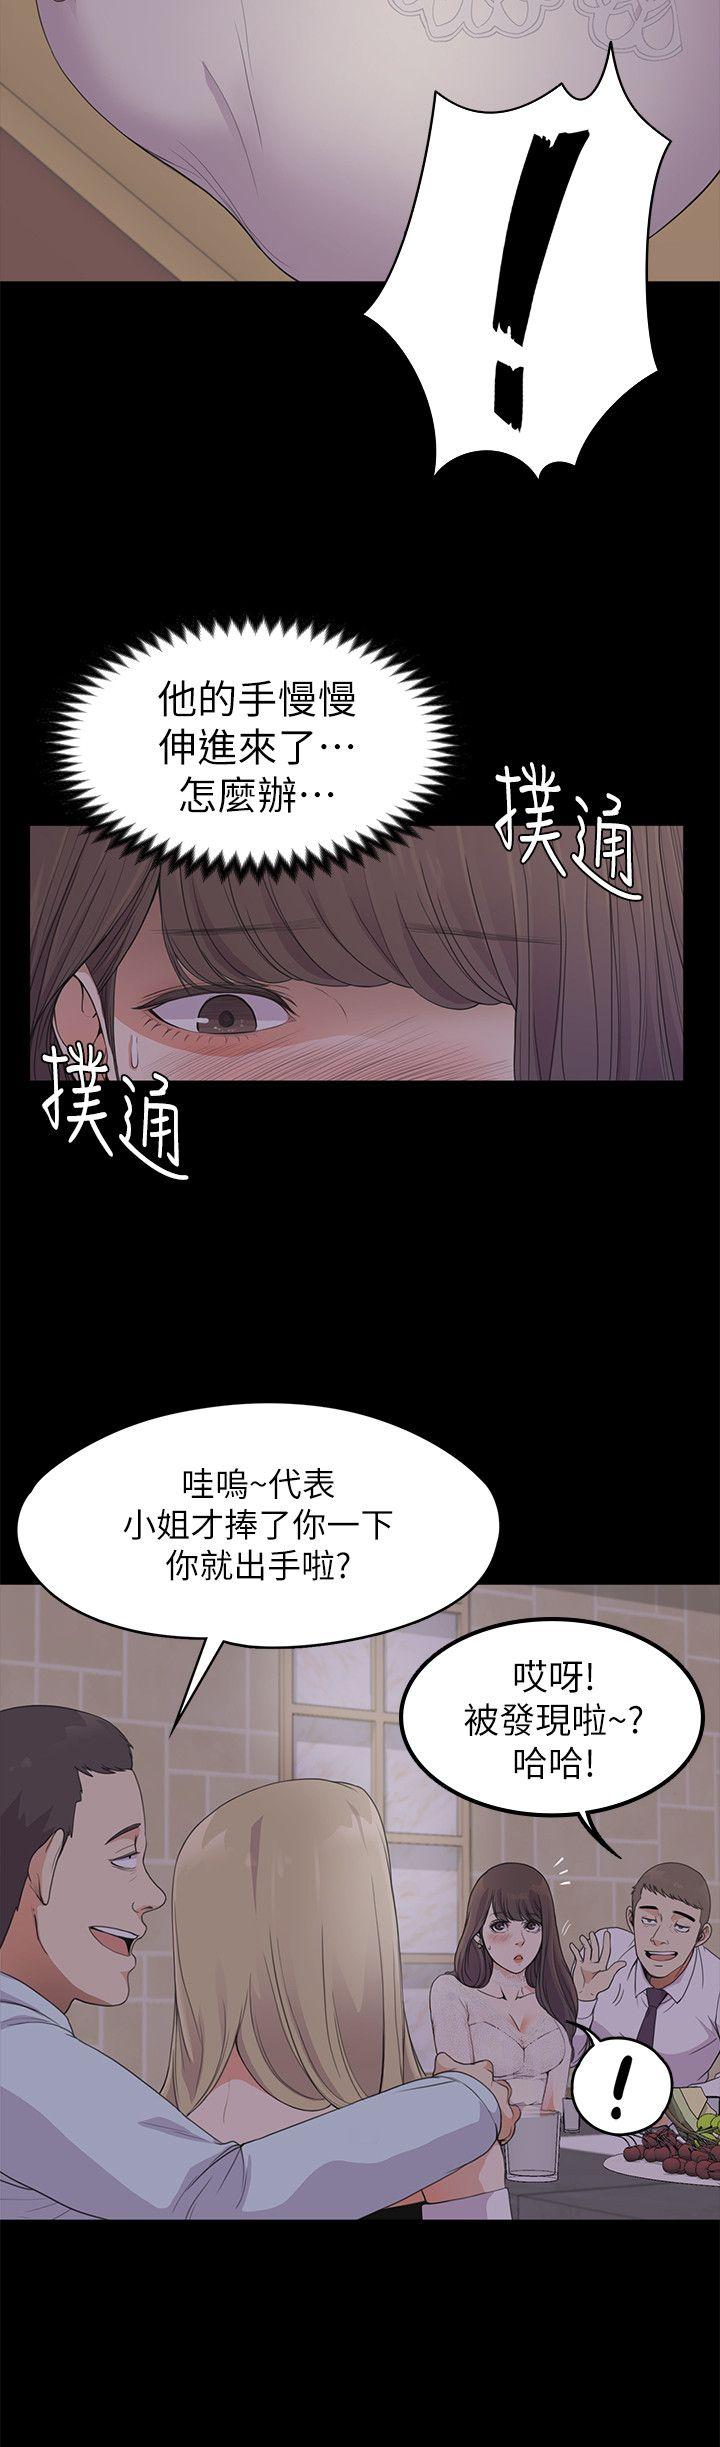 !
他的手慢慢
伸進來了…
怎麼辦…
撲通
撲通
哇嗚~代表
小姐才捧了你一下
你就出手啦?
哎呀!
被發現啦~?
哈哈!
!